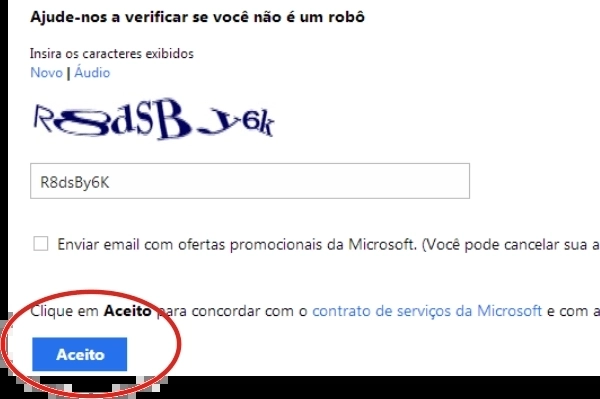 Ajude-nos a verificar se você não é um robô
Insira os caracteres exibidos
Novo | Áudio
R8dSBy6k
R8dsBy6K
Enviar email com ofertas promocionais da Microsoft. (Você pode cancelar sua a
Clique em Aceito para concordar com o contrato de serviços da Microsoft e com a
Aceito